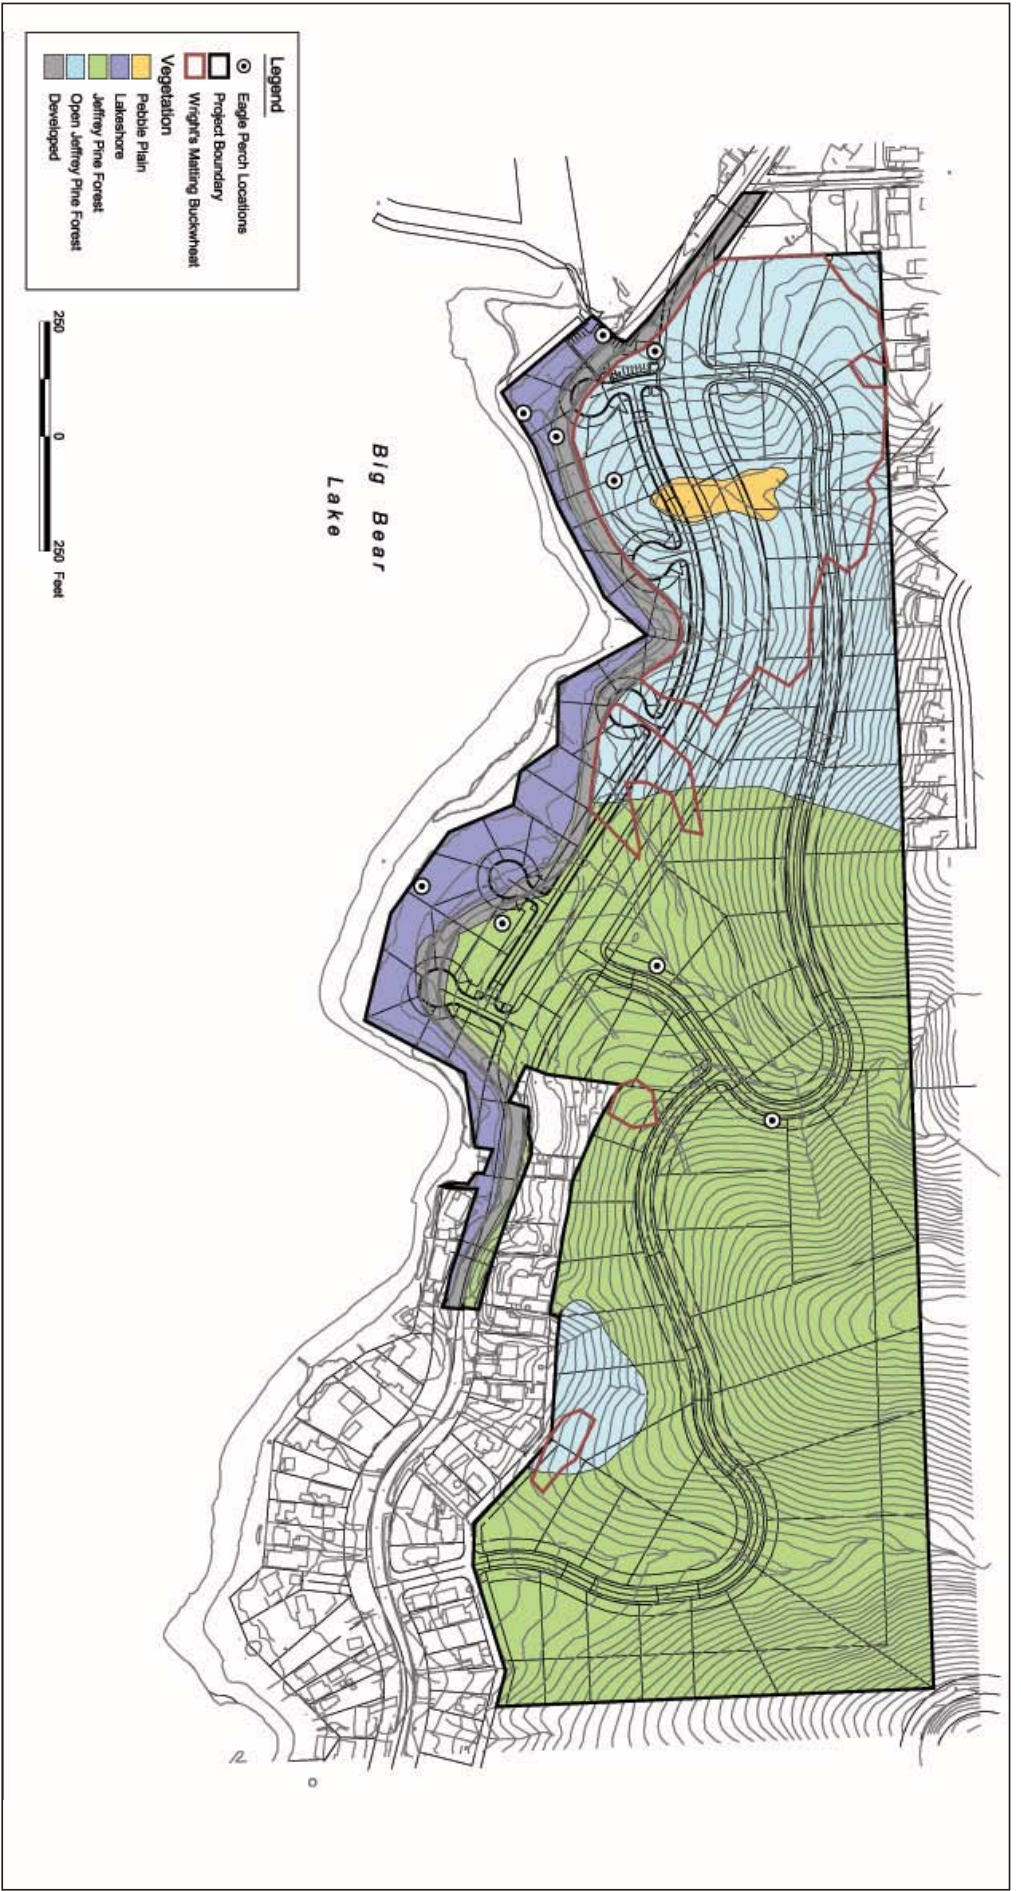 Legend
Eagle Perch Locations
Project Boundary
Wright's Matting Buckwheat
Vegetation
Pebble Plain
Lakeshore
Jeffrey Pine Forest
Open Jeffrey Pine Forest
Developed
250 0 250 Feet
Big Bear
Lake